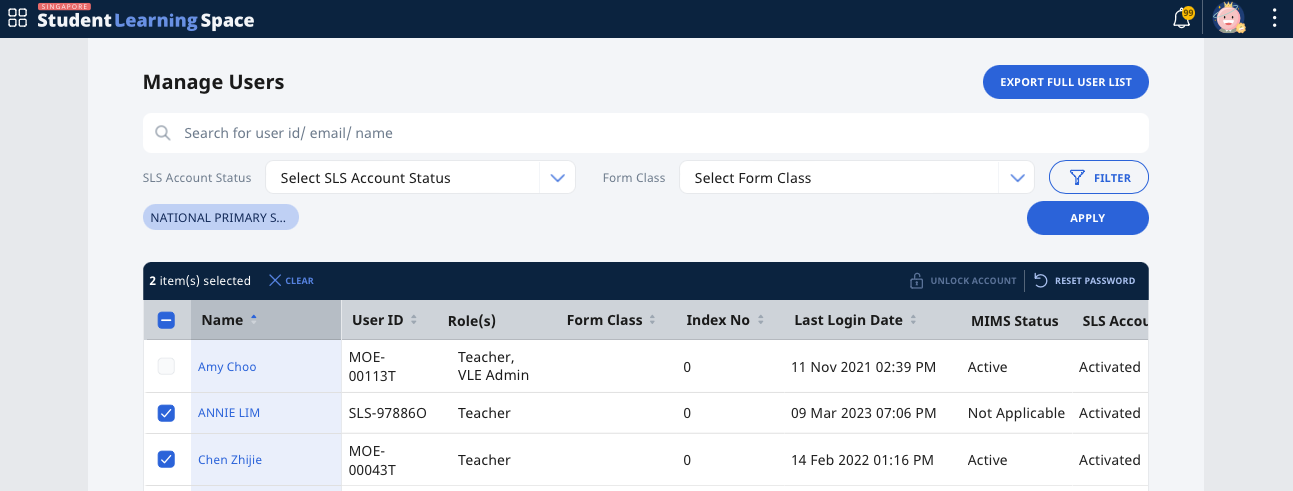 SINGAPORE
StudentLearningSpace
99
Manage Users
EXPORT FULL USER LIST
Search for user id/ email/ name
SLS Account Status
Select SLS Account Status
Form Class
Select Form Class
FILTER
NATIONAL PRIMARY S...
APPLY
2 item(s) selected
CLEAR
UNLOCK ACCOUNT
RESET PASSWORD
Name
User ID
Role(s)
Form Class
Index No
Last Login Date
MIMS Status
SLS Accou
Amy Choo
MOE-
00113T
Teacher,
VLE Admin
0
11 Nov 2021 02:39 PM
Active
Activated
ANNIE LIM
SLS-97886O
Teacher
0
09 Mar 2023 07:06 PM
Not Applicable
Activated
Chen Zhijie
MOE-
00043T
Teacher
0
14 Feb 2022 01:16 PM
Active
Activated